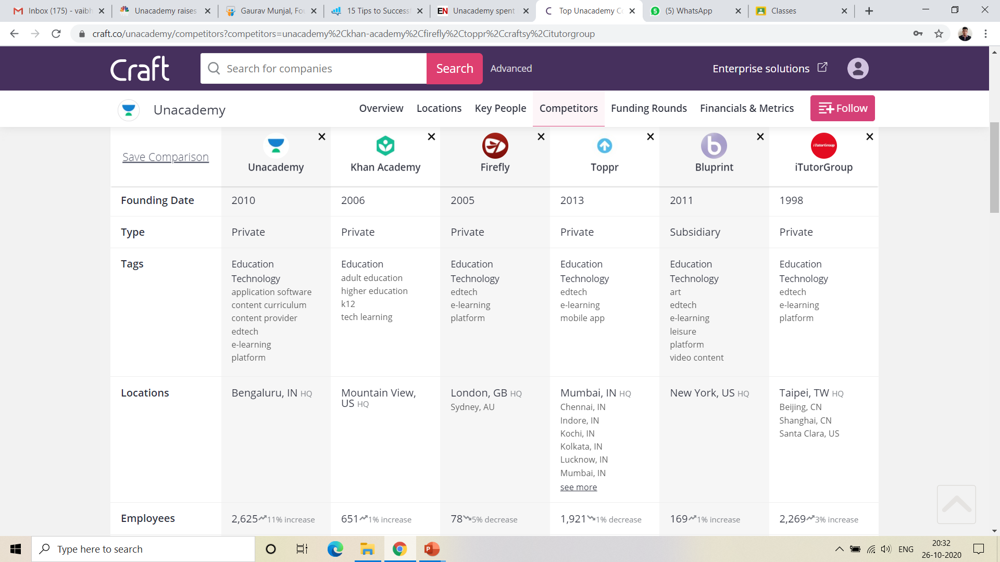 Inbox (175) - vaibh
Unacademy raises
Gaurav Munjal, Fou
15 Tips to Success
EN Unacademy spent
Top Unacademy Co
(5) WhatsApp
Classes
craft.co/unacademy/competitors?competitors=unacademy%2Ckhan-academy%2Cfirefly%2Ctoppr%2Ccraftsy%2Citutorgroup
Craft
Search for companies
Search
Advanced
Enterprise solutions
Unacademy
Overview
Locations
Key People
Competitors
Funding Rounds
Financials & Metrics
Follow
Save Comparison
Unacademy
Khan Academy
Firefly
Toppr
b
Bluprint
iTutorGroup
iTutorGroup
Founding Date
2010
2006
2005
2013
2011
1998
Type
Private
Private
Private
Private
Subsidiary
Private
Tags
Education
Technology
application software
content curriculum
content provider
edtech
e-learning
platform
Education
adult education
higher education
k12
tech learning
Education
Technology
edtech
e-learning
platform
Education
Technology
edtech
e-learning
mobile app
Education
Technology
art
edtech
e-learning
leisure
platform
video content
Education
Technology
edtech
e-learning
platform
Locations
Bengaluru, IN HQ
Mountain View,
US HQ
London, GB HQ
Sydney, AU
Mumbai, IN HQ
Chennai, IN
Indore, IN
Kochi, IN
Kolkata, IN
Lucknow, IN
Mumbai, IN
see more
New York, US HQ
Taipei, TW HQ
Beijing, CN
Shanghai, CN
Santa Clara, US
Employees
2,625 11% increase
651 1% increase
78 5% decrease
1,921 1% decrease
169 1% increase
2,269 3% increase
Type here to search
ENG
20:32
26-10-2020